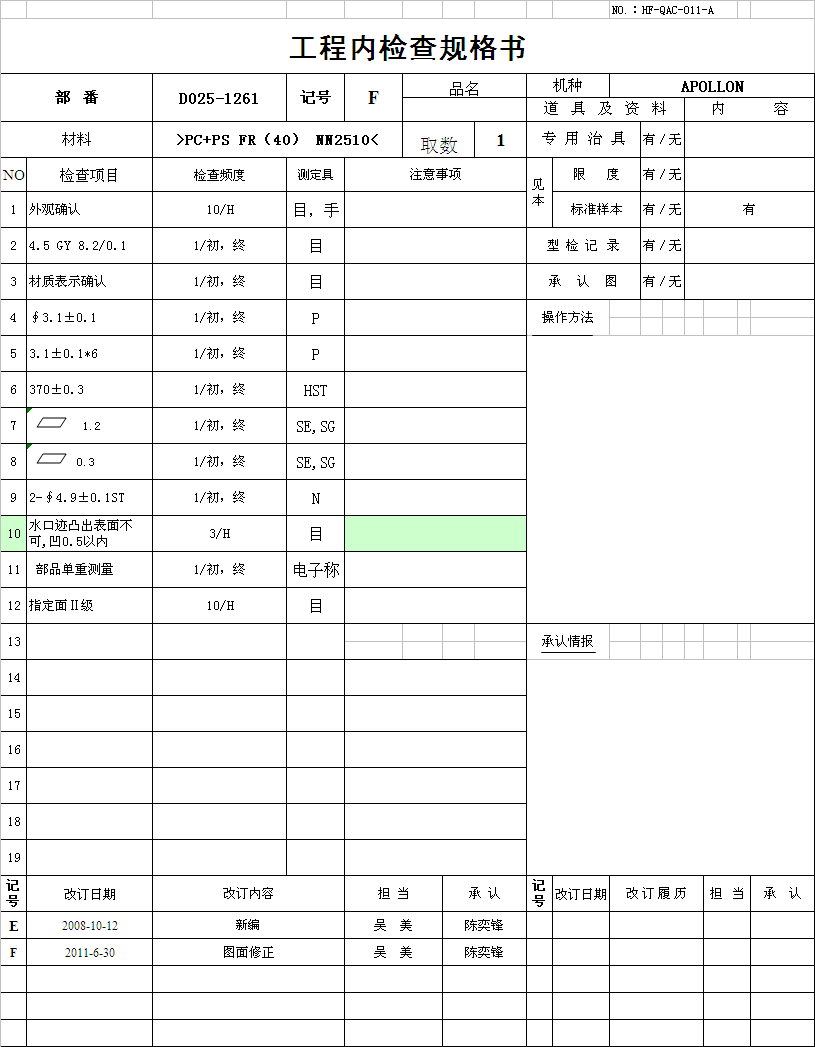 NO.：HF-QAC-011-A
工程内检查规格书
部 番 D025-1261 记号 F 品名 机种 APOLLON
道 具 及 资 料 内 容
材料 >PC+PS FR（40） NN2510< 取数 1 专 用 治 具 有/无
NO 检查项目 检查频度 测定具 注意事项 见本 限 度 有/无
1 外观确认 10/H 目，手 标准样本 有/无 有
2 4.5 GY 8.2/0.1 1/初，终 目 型 检 记 录 有/无
3 材质表示确认 1/初，终 目 承 认 图 有/无
4 ∮3.1±0.1 1/初，终 P 操作方法
5 3.1±0.1*6 1/初，终 P
6 370±0.3 1/初，终 HST
7 1.2 1/初，终 SE,SG
8 0.3 1/初，终 SE,SG
9 2-∮4.9±0.1ST 1/初，终 N
10 水口迹凸出表面不
可,凹0.5以内 3/H 目
11 部品单重测量 1/初，终 电子称
12 指定面Ⅱ级 10/H 目
13 承认情报
14
15
16
17
18
19
记号 改订日期 改订内容 担 当 承 认 记号 改订日期 改订履历 担 当 承 认
E 2008-10-12 新编 吴 美 陈奕锋
F 2011-6-30 图面修正 吴 美 陈奕锋